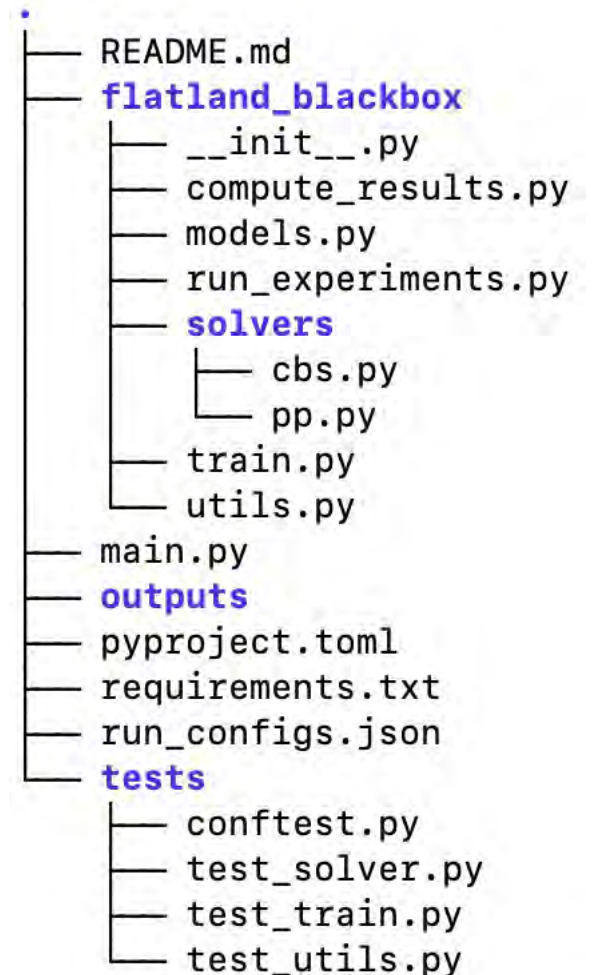 .
README.md
flatland_blackbox
__init__.py
compute_results.py
models.py
run_experiments.py
solvers
cbs.py
pp.py
train.py
utils.py
main.py
outputs
pyproject.toml
requirements.txt
run_configs.json
tests
conftest.py
test_solver.py
test_train.py
test_utils.py